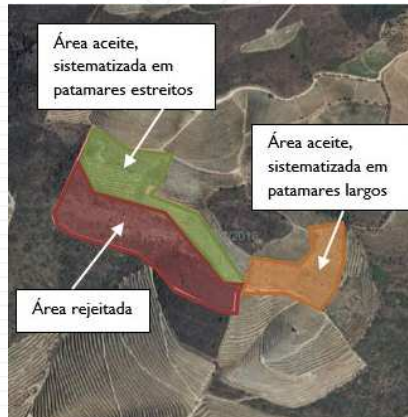 Área aceite,
sistematizada em
patamares estreitos
Área aceite,
sistematizada em
patamares largos
Área rejeitada